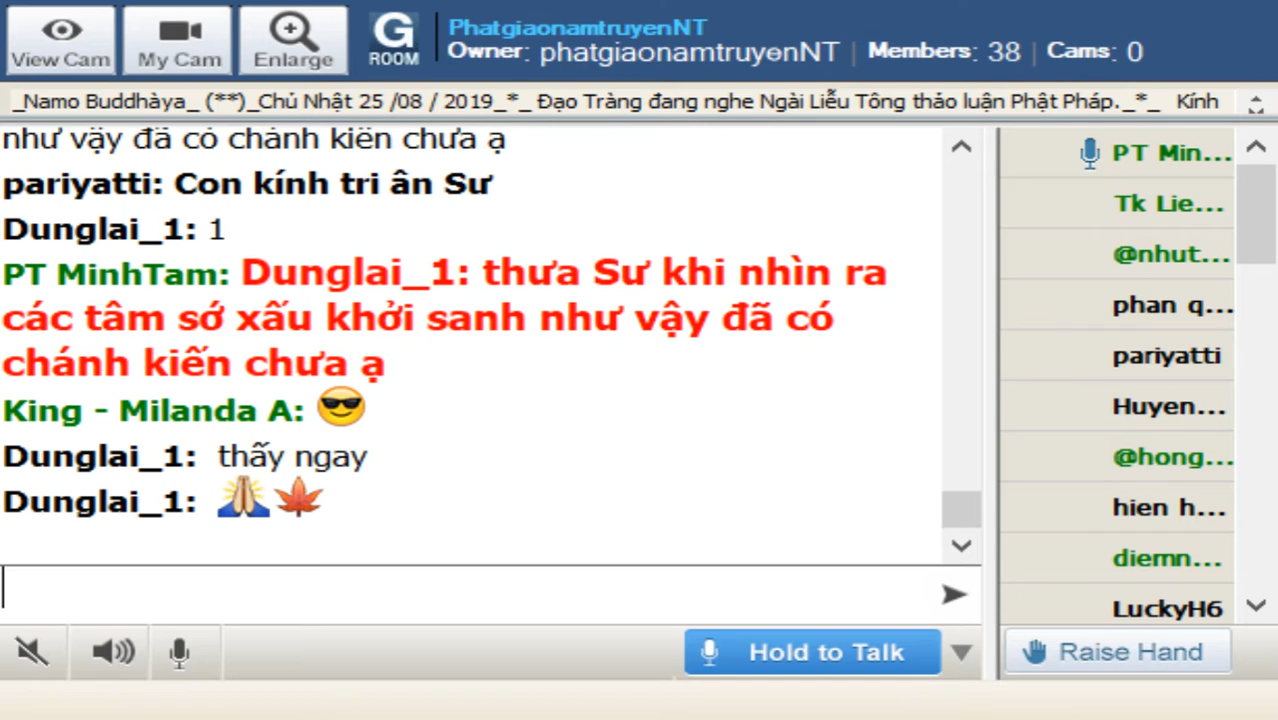 View Cam
My Cam
Enlarge
G
ROOM
PhatgiaonamtruyenNT
Owner: phatgiaonamtruyenNT | Members: 38 | Cams: 0
_Namo Buddhàya_ (**)_Chủ Nhật 25 /08 / 2019_*_ Đạo Tràng đang nghe Ngài Liễu Tông thảo luận Phật Pháp._*_ Kính
như vậy đã có chánh kiến chưa ạ
pariyatti: Con kính tri ân Sư
Dunglai_1: 1
PT MinhTam: Dunglai_1: thưa Sư khi nhìn ra
các tâm sớ xấu khởi sanh như vậy đã có
chánh kiến chưa ạ
King - Milanda A:
Dunglai_1: thấy ngay
Dunglai_1:
PT Min...
Tk Lie...
@nhut...
phan q...
pariyatti
Huyen...
@hong...
hien h...
diemn...
LuckyH6
Hold to Talk
Raise Hand